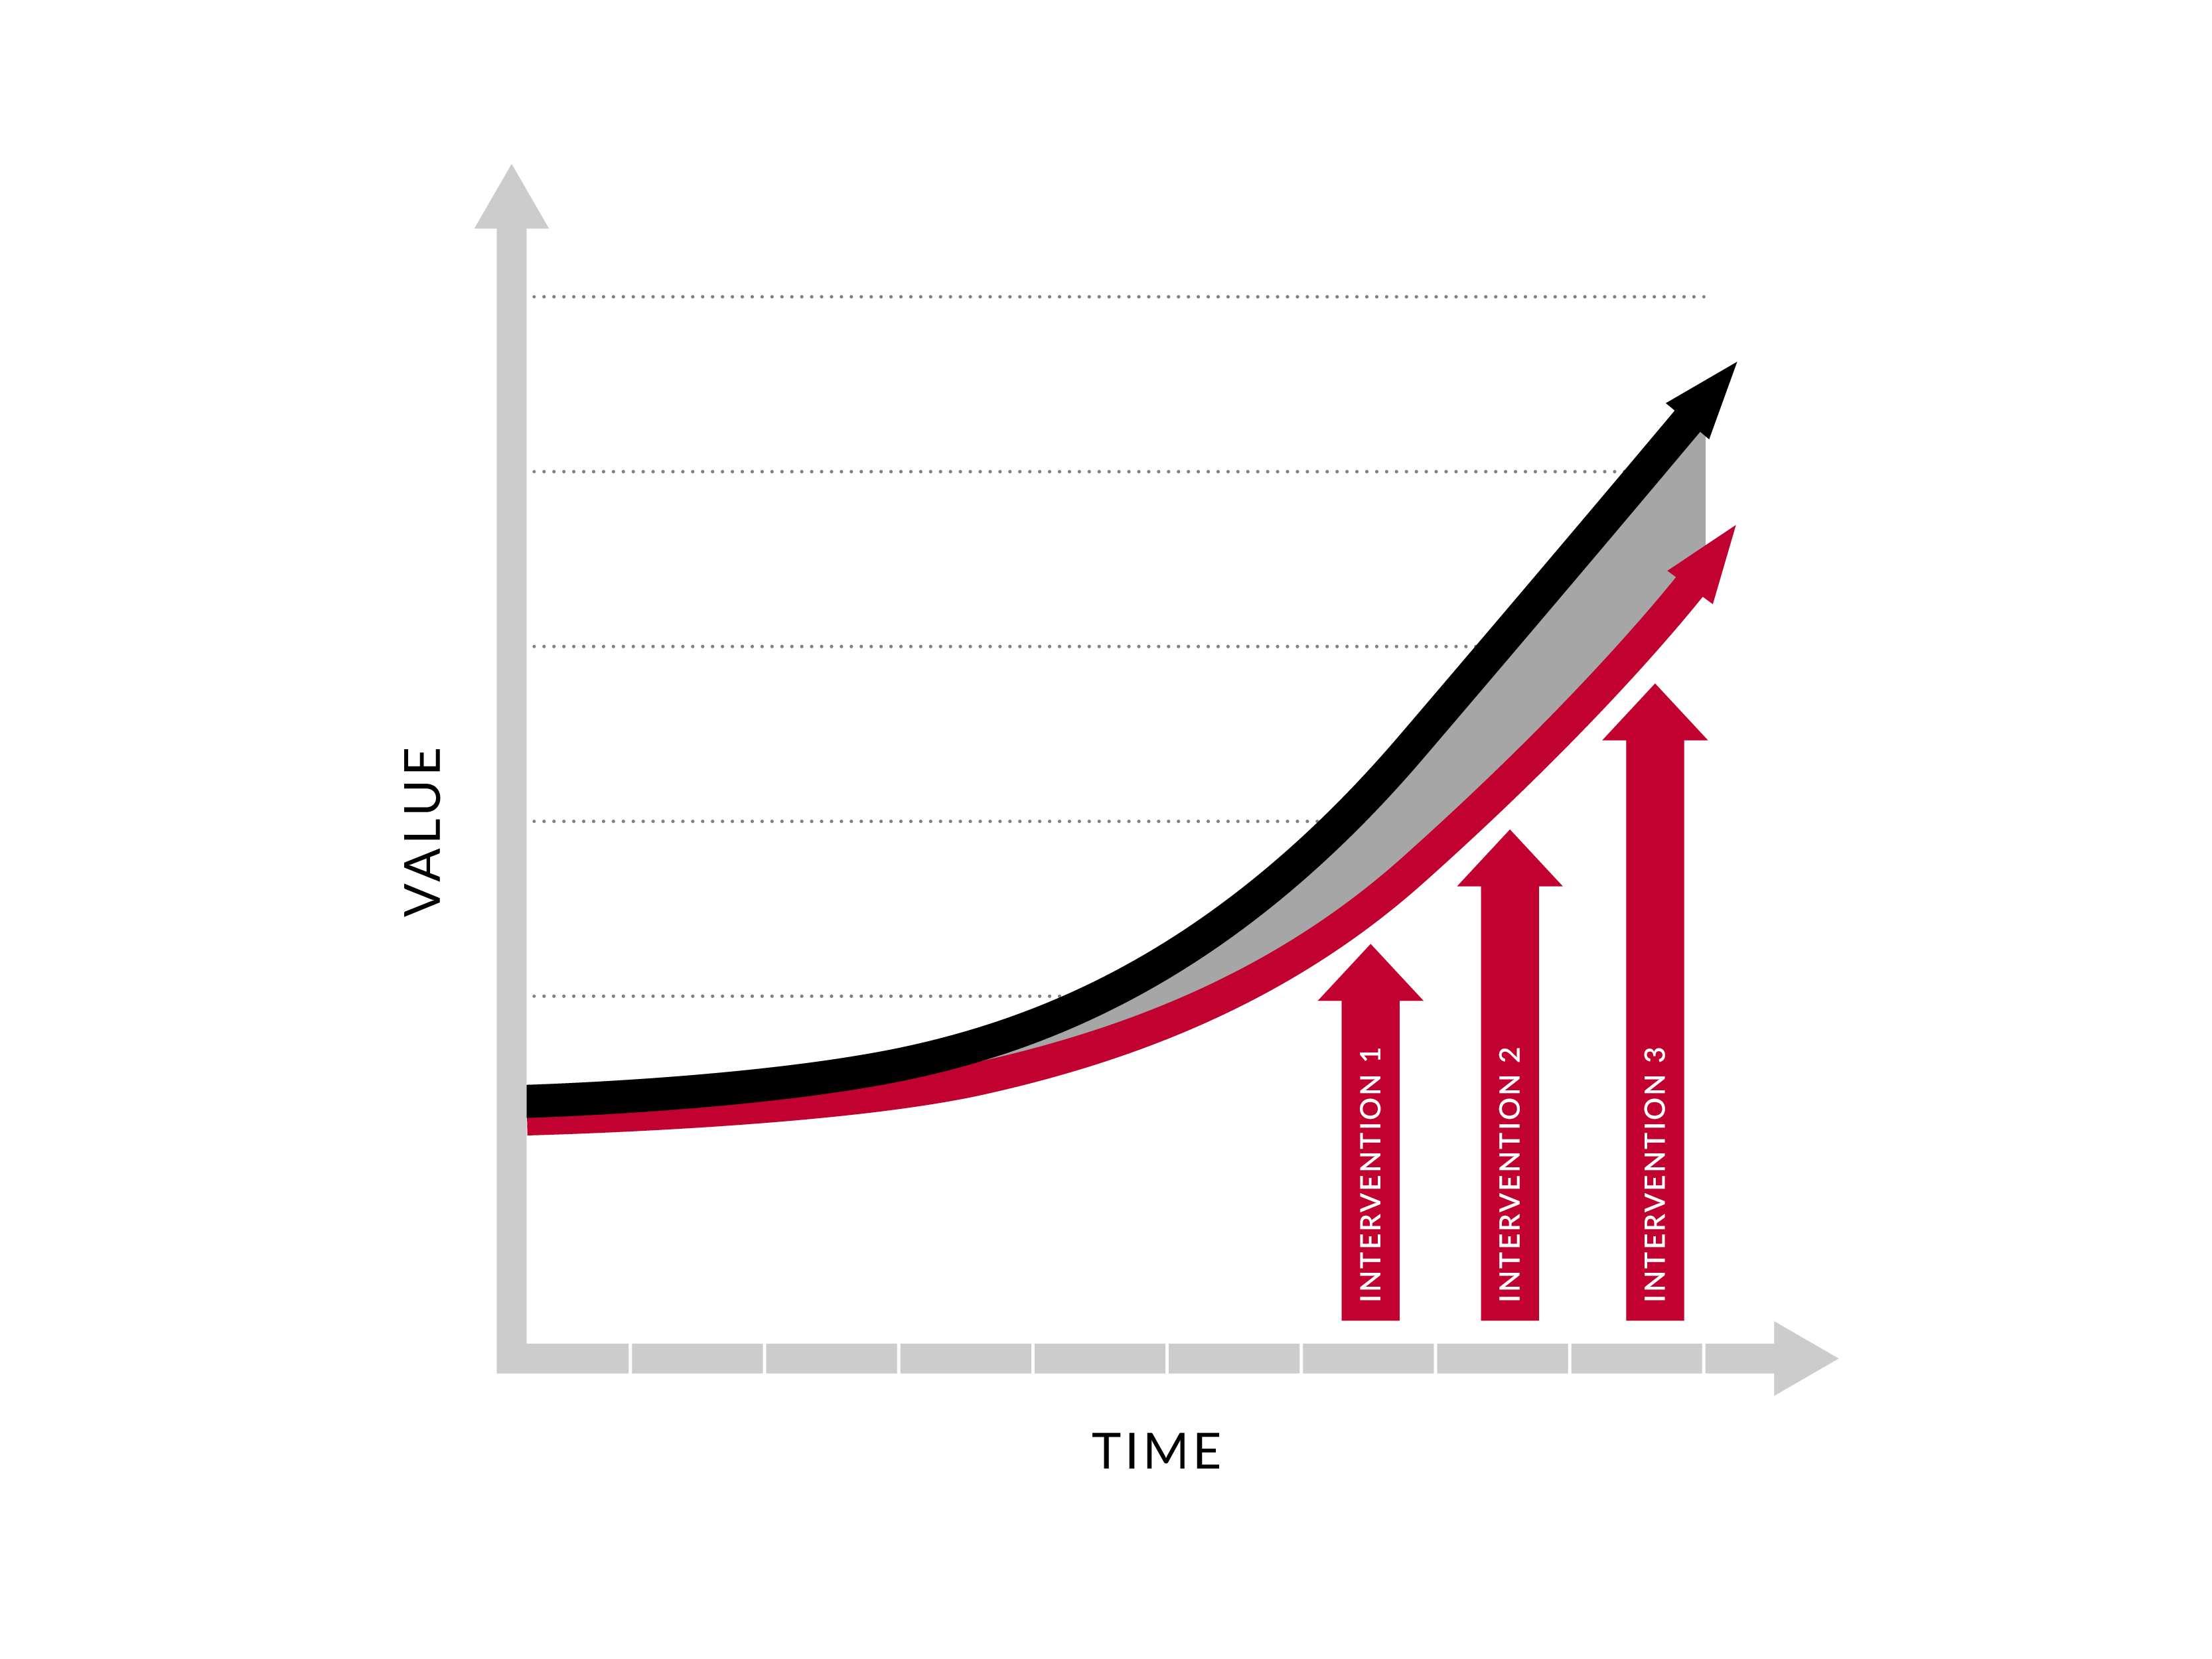 VALUE
INTERVENTION 1
INTERVENTION 2
INTERVENTION 3
TIME